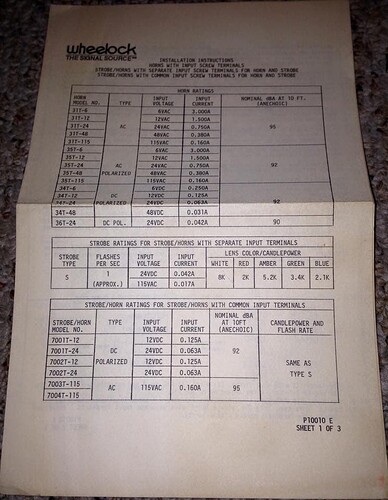 wheelock
THE SIGNAL SOURCE™
INSTALLATION INSTRUCTIONS
HORNS WITH INPUT SCREW TERMINALS
STROBE/HORNS WITH SEPARATE INPUT SCREW TERMINALS FOR HORN AND STROBE
STROBE/HORNS WITH COMMON INPUT SCREW TERMINALS FOR HORN AND STROBE
HORN RATINGS
HORN MODEL NO. TYPE INPUT VOLTAGE INPUT CURRENT NOMINAL dBA AT 10 FT. (ANECHOIC)
31T-6 AC 6VAC 3.000A 95
31T-12 12VAC 1.500A
31T-24 24VAC 0.750A
31T-48 48VAC 0.380A
31T-115 115VAC 0.160A
35T-6 AC POLARIZED 6VAC 3.000A 92
35T-12 12VAC 1.500A
35T-24 24VAC 0.750A
35T-48 48VAC 0.380A
35T-115 115VAC 0.160A
34T-6 DC POLARIZED 6VDC 0.250A 92
34T-12 12VDC 0.125A
34T-24 24VDC 0.063A
34T-48 48VDC 0.031A
36T-24 DC POL. 24VDC 0.042A 90
STROBE RATINGS FOR STROBE/HORNS WITH SEPARATE INPUT TERMINALS
STROBE TYPE FLASHES PER SEC INPUT VOLTAGE INPUT CURRENT LENS COLOR/CANDLEPOWER
WHITE RED AMBER GREEN BLUE
S 1 (APPROX.) 24VDC 0.042A 8K 2K 5.2K 3.4K 2.1K
115VAC 0.017A
STROBE/HORN RATINGS FOR STROBE/HORNS WITH COMMON INPUT TERMINALS
STROBE/HORN MODEL NO. TYPE INPUT VOLTAGE INPUT CURRENT NOMINAL dBA AT 10FT (ANECHOIC) CANDLEPOWER AND FLASH RATE
7001T-12 DC POLARIZED 12VDC 0.125A 92 SAME AS TYPE S
7001T-24 24VDC 0.063A
7002T-12 12VDC 0.125A
7002T-24 24VDC 0.063A
7003T-115 AC 115VAC 0.160A 95
7004T-115
P10010 E
SHEET 1 OF 3